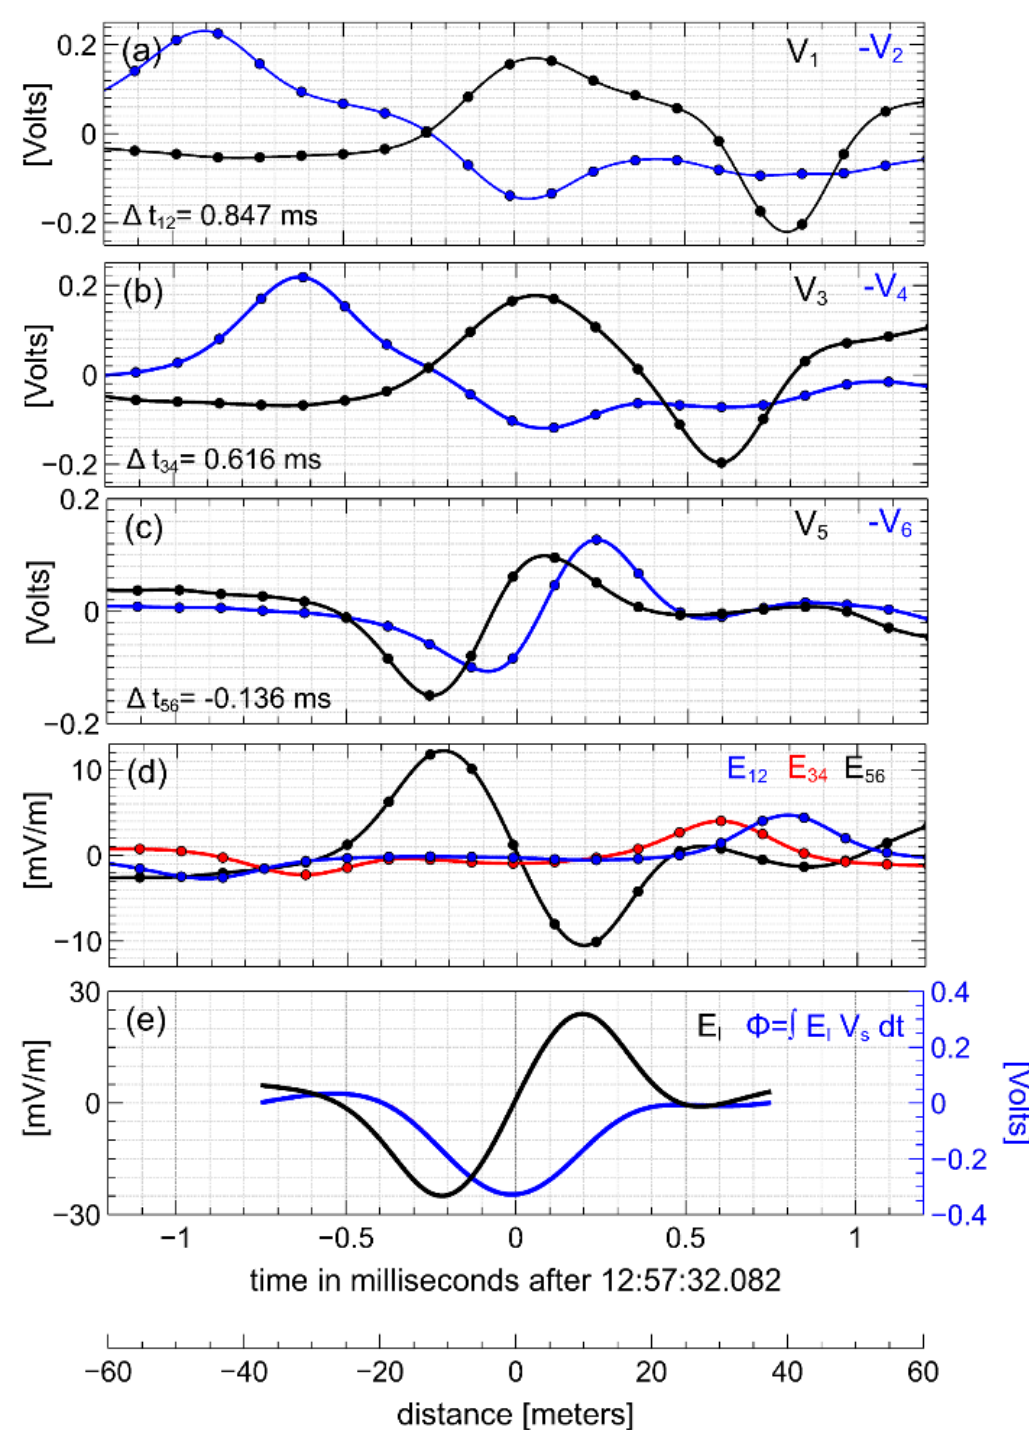 (a) V₁ -V₂
0.2
0
−0.2
[Volts]
Δ t₁₂= 0.847 ms
(b) V₃ -V₄
0.2
0
−0.2
[Volts]
Δ t₃₄= 0.616 ms
(c) V₅ -V₆
0.2
0
−0.2
[Volts]
Δ t₅₆= -0.136 ms
(d) E₁₂ E₃₄ E₅₆
10
0
−10
[mV/m]
(e) Eₗ Φ=∫ Eₗ Vₛ dt
30
0
−30
[mV/m]
0.4
0.2
0
−0.2
−0.4
[Volts]
−1 −0.5 0 0.5 1
time in milliseconds after 12:57:32.082
−60 −40 −20 0 20 40 60
distance [meters]